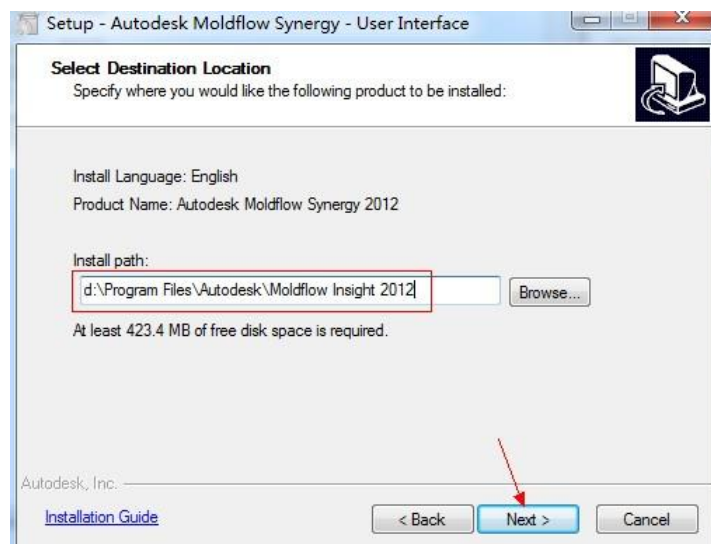 Setup - Autodesk Moldflow Synergy - User Interface
Select Destination Location
Specify where you would like the following product to be installed:
Install Language: English
Product Name: Autodesk Moldflow Synergy 2012
Install path:
d:\Program Files\Autodesk\Moldflow Insight 2012
Browse...
At least 423.4 MB of free disk space is required.
Autodesk, Inc.
Installation Guide
< Back
Next >
Cancel